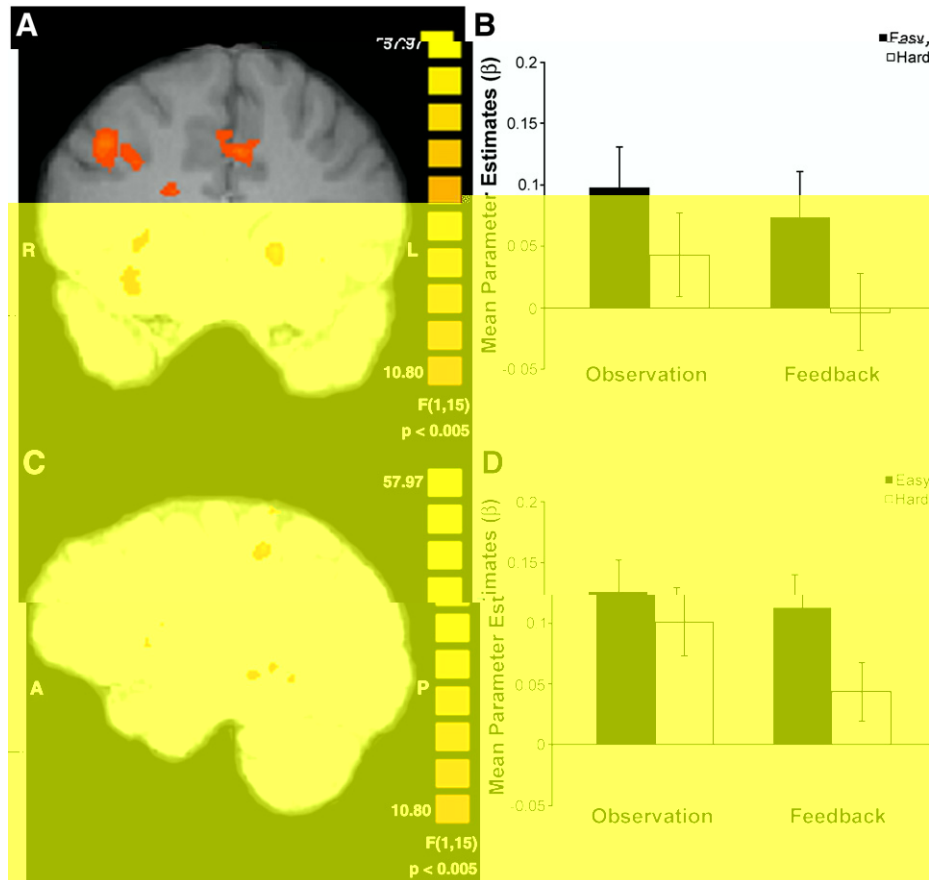 A
57.97
10.80
F(1,15)
p < 0.005
R
L
B
Easy
Hard
Mean Parameter Estimates (β)
0.2
0.15
0.1
0.05
0
-0.05
Observation
Feedback
C
57.97
10.80
F(1,15)
p < 0.005
A
P
D
Easy
Hard
Mean Parameter Estimates (β)
0.2
0.15
0.1
0.05
0
-0.05
Observation
Feedback